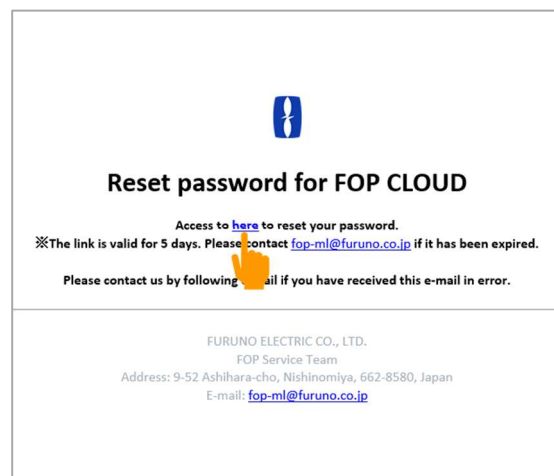 Reset password for FOP CLOUD
Access to here to reset your password.
※The link is valid for 5 days. Please contact fop-ml@furuno.co.jp if it has been expired.
Please contact us by following ail if you have received this e-mail in error.
FURUNO ELECTRIC CO., LTD.
FOP Service Team
Address: 9-52 Ashihara-cho, Nishinomiya, 662-8580, Japan
E-mail: fop-ml@furuno.co.jp